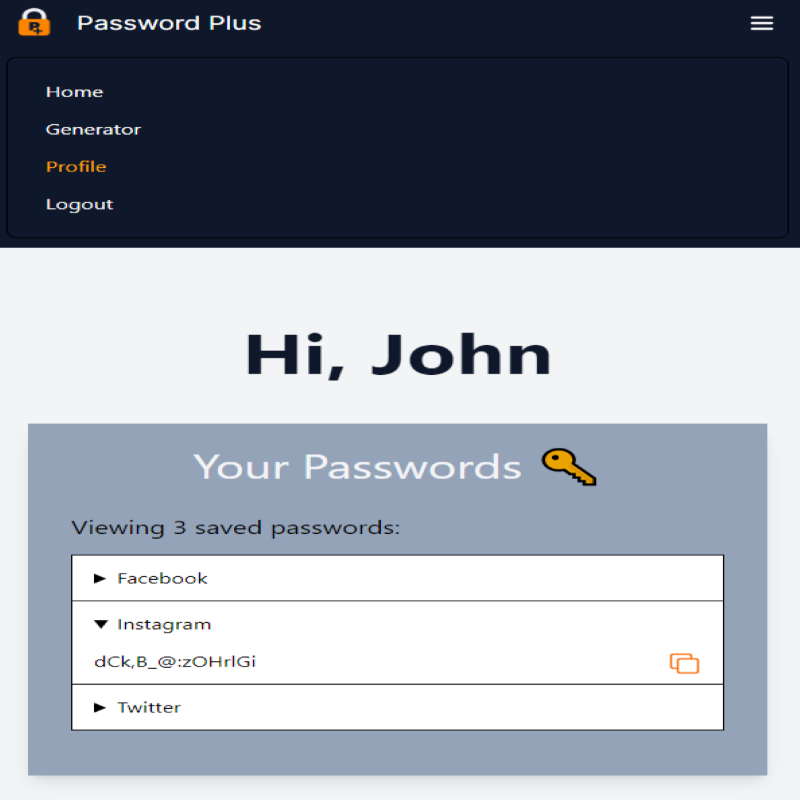 Password Plus
Home
Generator
Profile
Logout
Hi, John
Your Passwords
Viewing 3 saved passwords:
Facebook
Instagram
dCk,B_@:zOHrlGi
Twitter